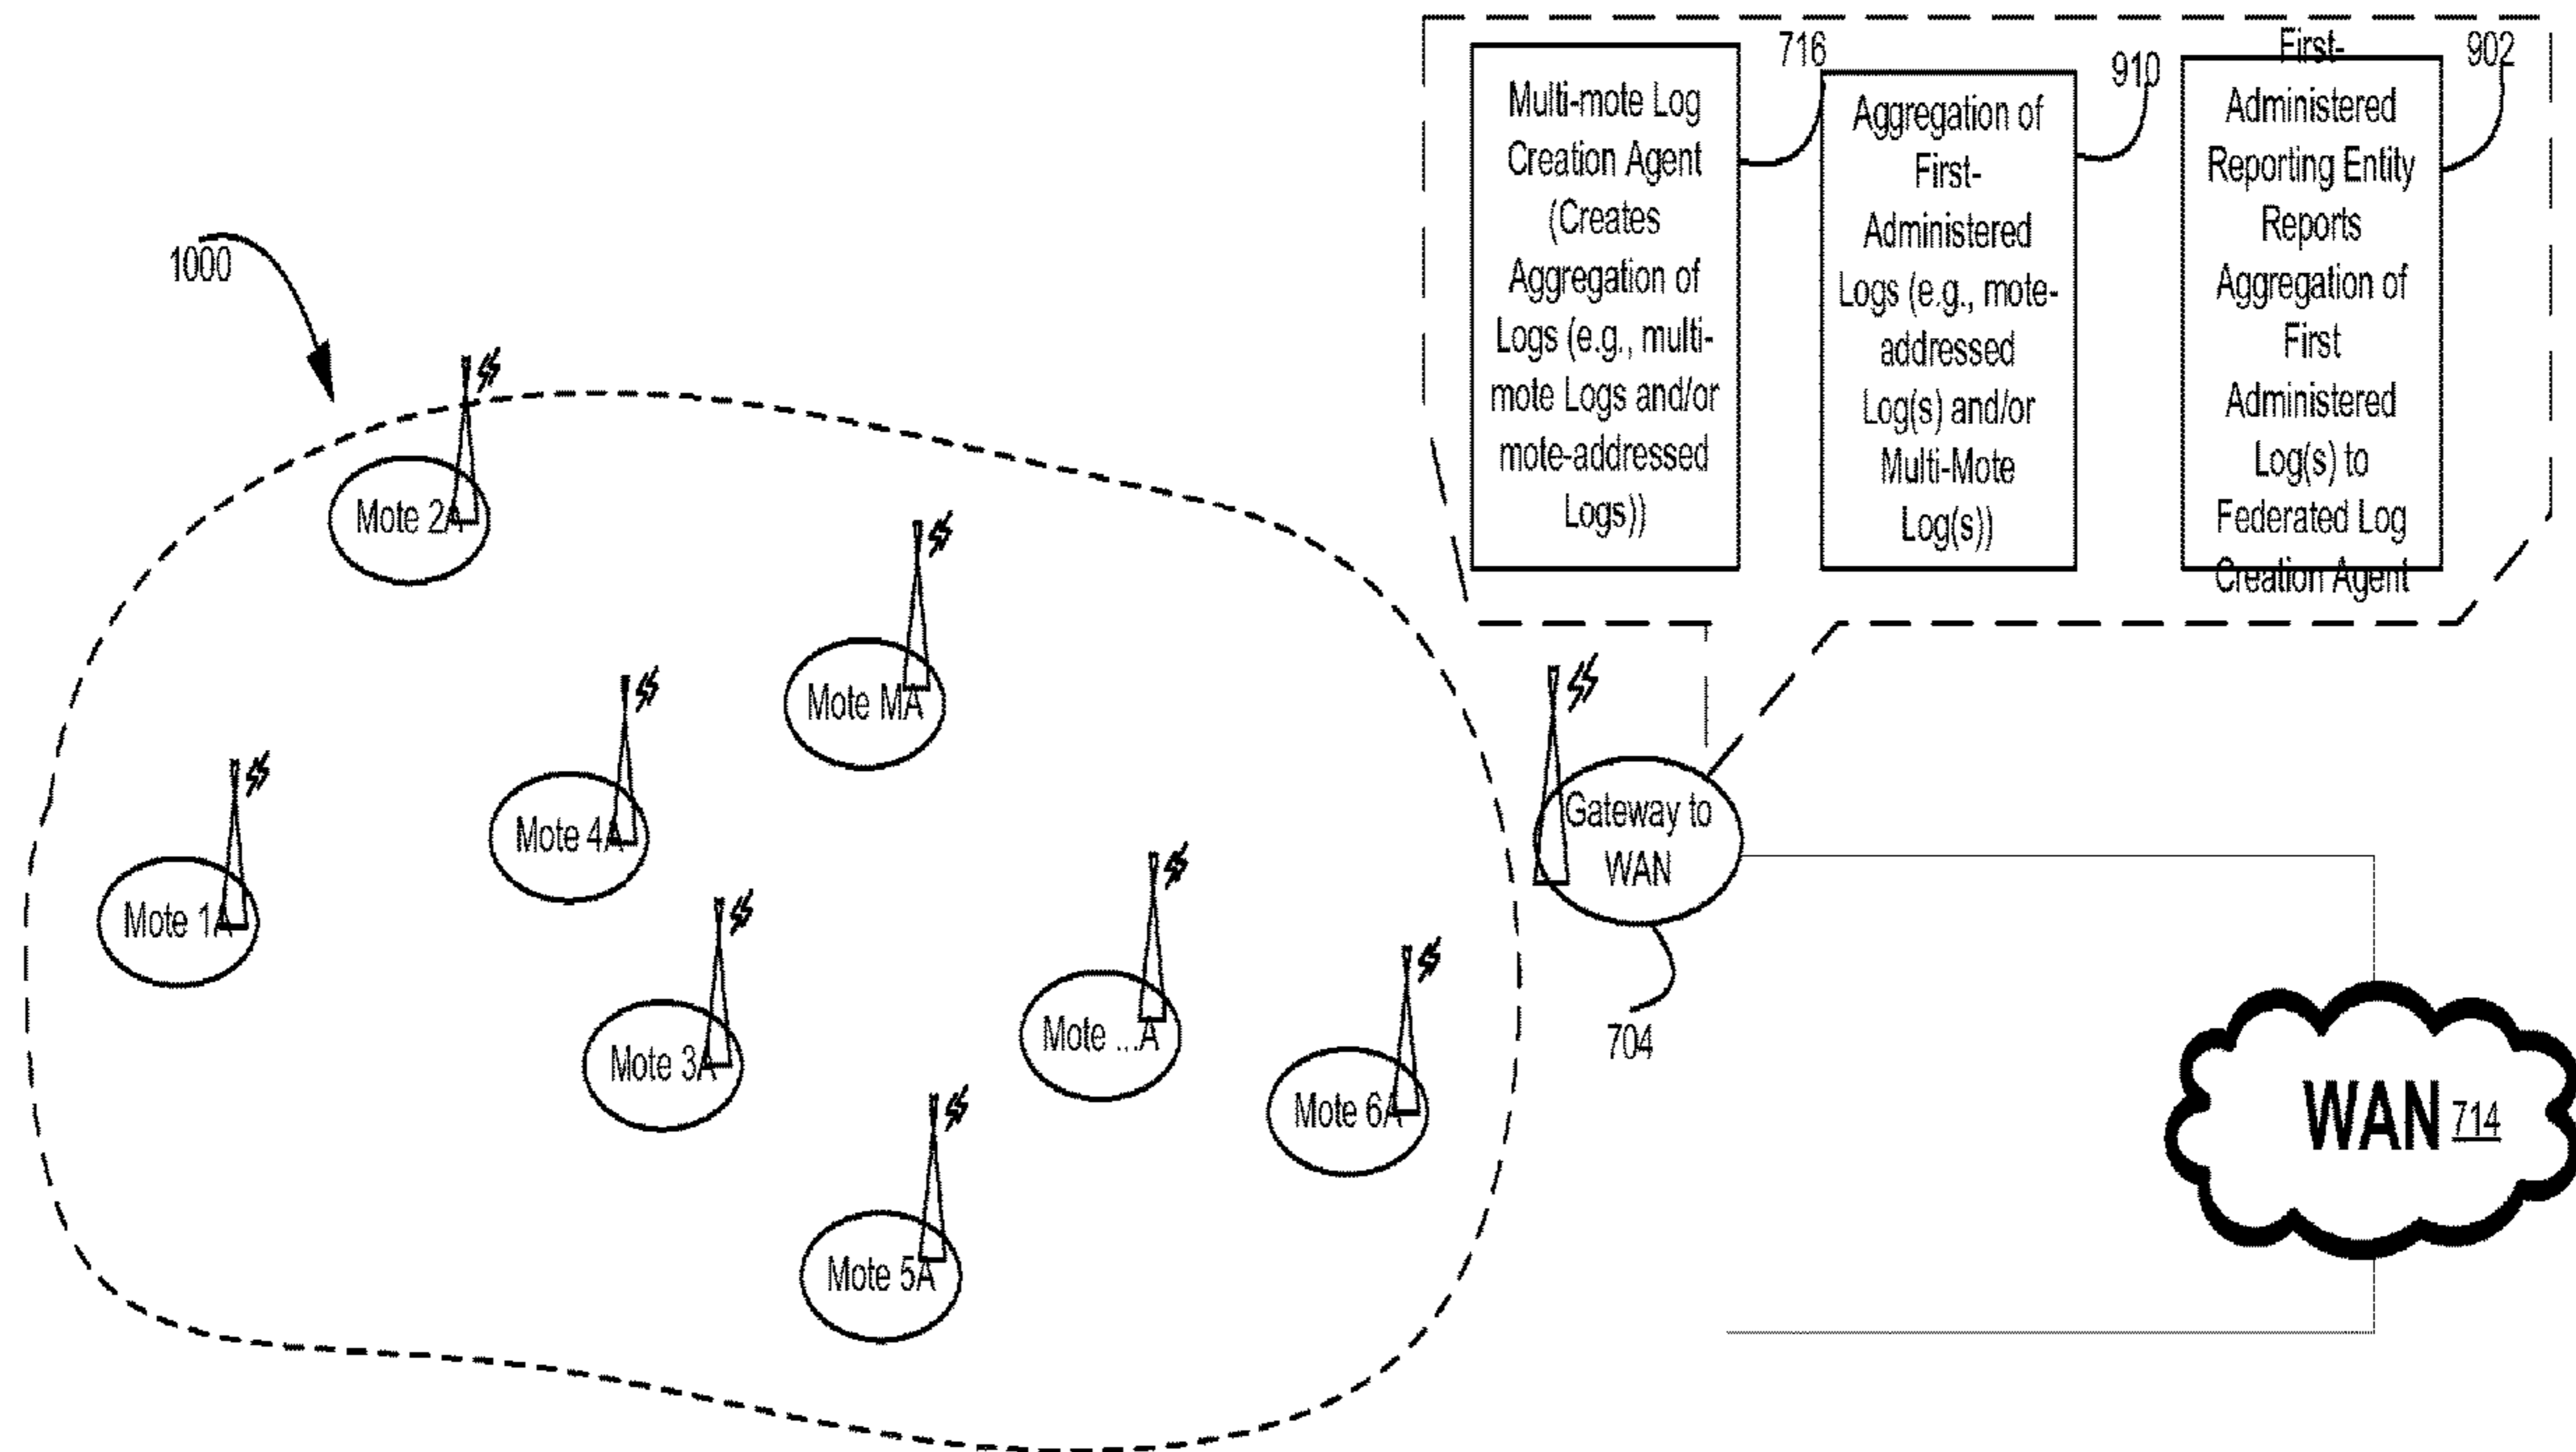 716
Multi-mote Log
Creation Agent
(Creates
Aggregation of
Logs (e.g., multi-
mote Logs and/or
mote-addressed
Logs))
910
Aggregation of
First-
Administered
Logs (e.g., mote-
addressed
Log(s) and/or
Multi-Mote
Log(s))
902
First-
Administered
Reporting Entity
Reports
Aggregation of
First
Administered
Log(s) to
Federated Log
Creation Agent
1000
Mote 2A
Mote MA
Mote 4A
Mote 1A
Mote 3A
Mote ...A
Mote 6A
Mote 5A
Gateway to
WAN
704
WAN 714